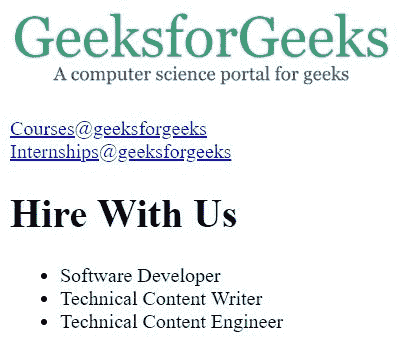 GeeksforGeeks
A computer science portal for geeks
Courses@geeksforgeeks
Internships@geeksforgeeks
Hire With Us
Software Developer
Technical Content Writer
Technical Content Engineer